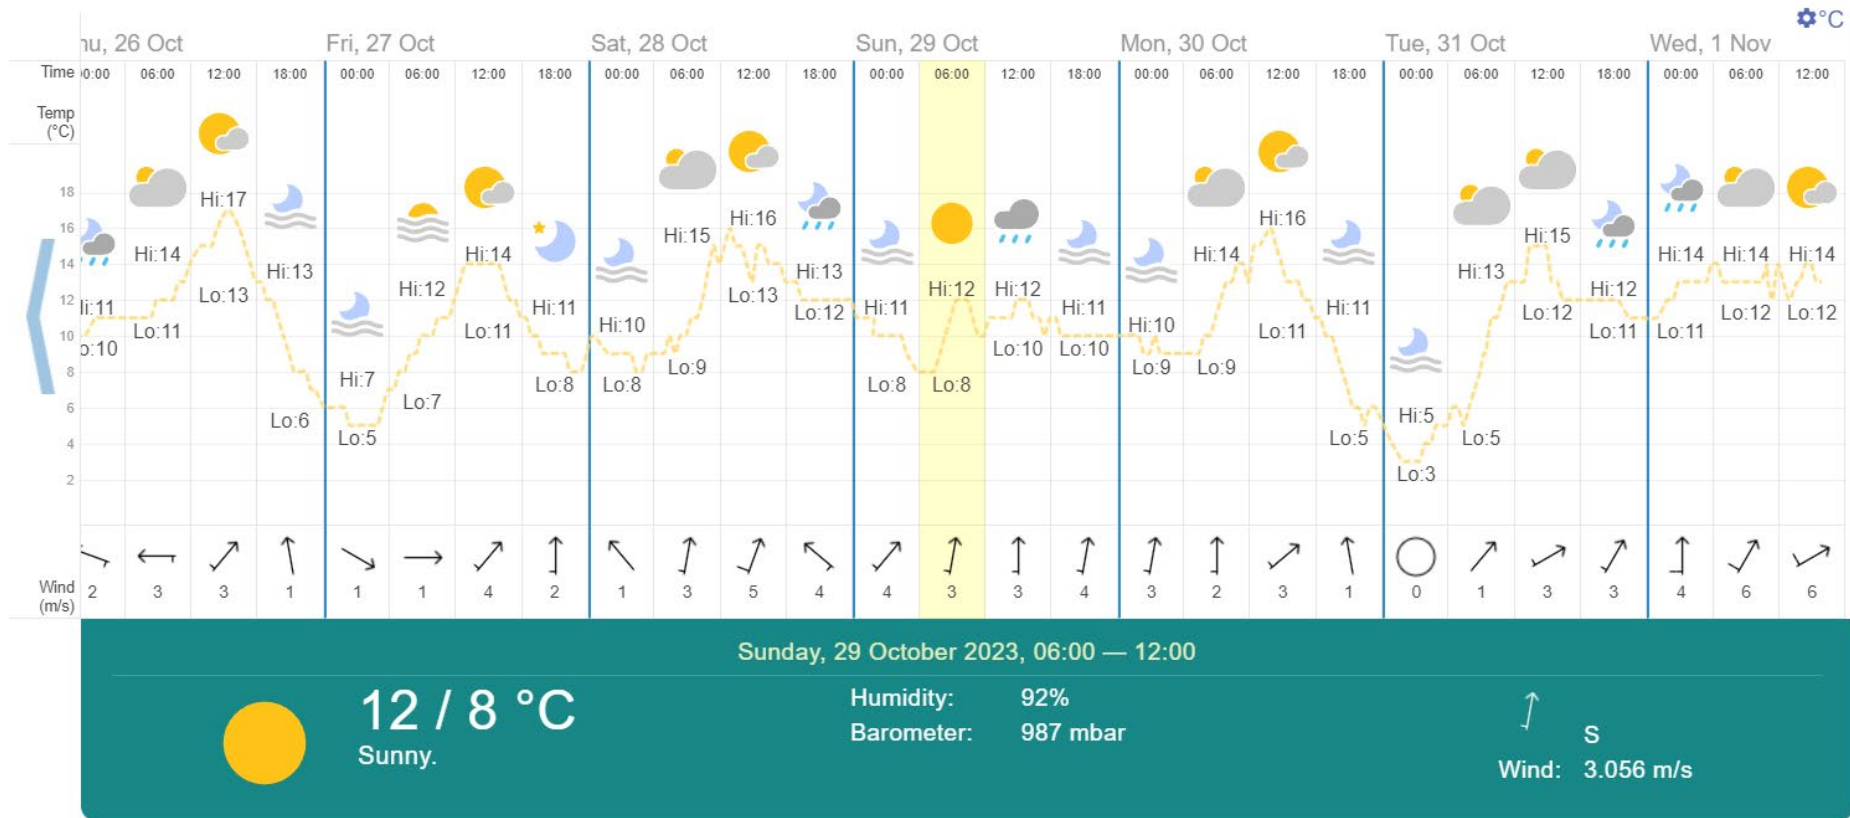 °C
hu, 26 Oct Fri, 27 Oct Sat, 28 Oct Sun, 29 Oct Mon, 30 Oct Tue, 31 Oct Wed, 1 Nov
Time 00:00 06:00 12:00 18:00 00:00 06:00 12:00 18:00 00:00 06:00 12:00 18:00 00:00 06:00 12:00 18:00 00:00 06:00 12:00 18:00 00:00 06:00 12:00 18:00 00:00 06:00 12:00
Temp
(°C)
18
16
14
12
10
8
6
4
2
Hi:11 Hi:14 Hi:17 Hi:13 Hi:7 Hi:12 Hi:14 Hi:11 Hi:10 Hi:15 Hi:16 Hi:13 Hi:11 Hi:12 Hi:12 Hi:11 Hi:10 Hi:14 Hi:16 Hi:11 Hi:5 Hi:13 Hi:15 Hi:12 Hi:14 Hi:14 Hi:14
o:10 Lo:11 Lo:13 Lo:6 Lo:5 Lo:7 Lo:11 Lo:8 Lo:8 Lo:9 Lo:13 Lo:12 Lo:8 Lo:8 Lo:10 Lo:10 Lo:9 Lo:9 Lo:11 Lo:5 Lo:3 Lo:5 Lo:12 Lo:11 Lo:11 Lo:12 Lo:12
Wind
(m/s)
2 3 3 1 1 1 4 2 1 3 5 4 4 3 3 4 3 2 3 1 0 1 3 3 4 6 6
Sunday, 29 October 2023, 06:00 — 12:00
12 / 8 °C
Sunny.
Humidity: 92%
Barometer: 987 mbar
S
Wind: 3.056 m/s